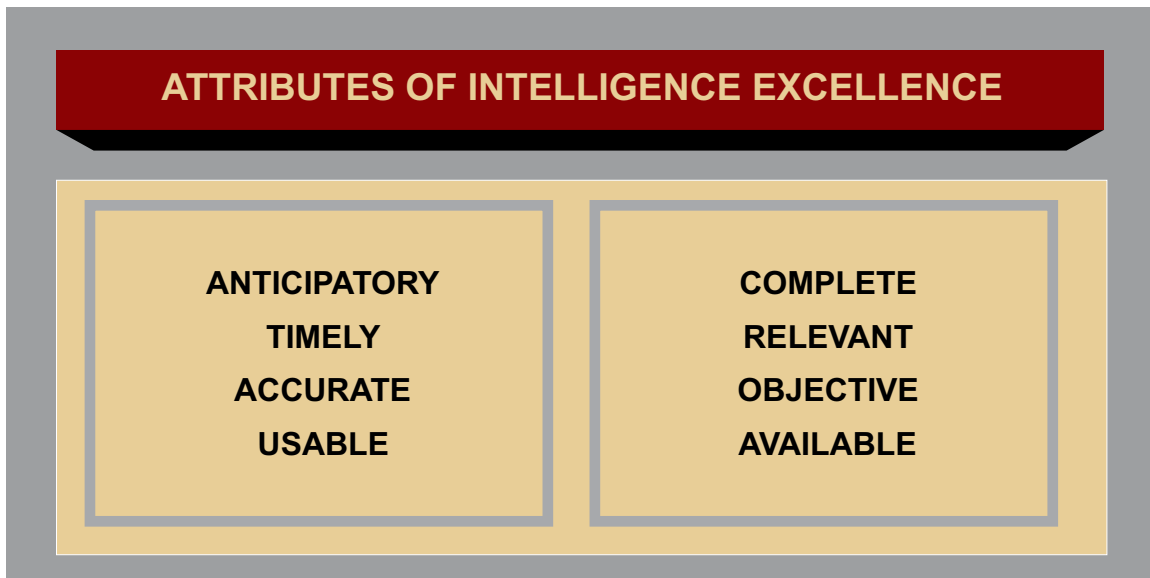 ATTRIBUTES OF INTELLIGENCE EXCELLENCE
ANTICIPATORY
TIMELY
ACCURATE
USABLE
COMPLETE
RELEVANT
OBJECTIVE
AVAILABLE